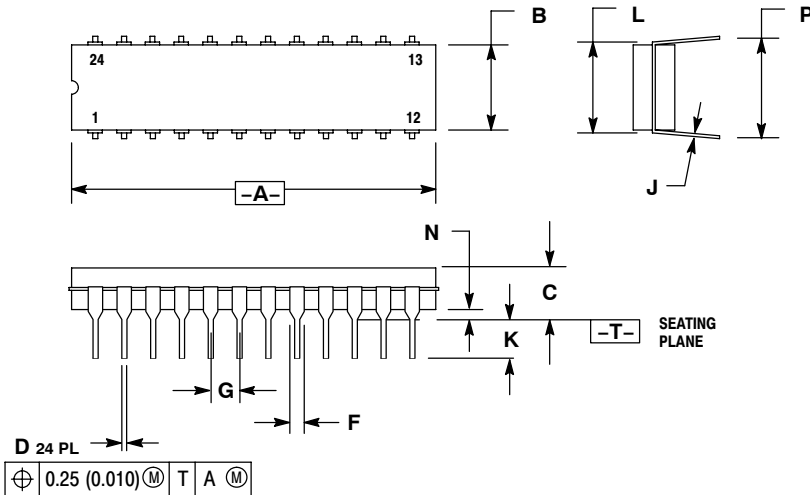 B L P
24 13
1 12
–A–
J
N
C
K
–T– SEATING
PLANE
G
F
D 24 PL
⌖ 0.25 (0.010) Ⓜ T A Ⓜ